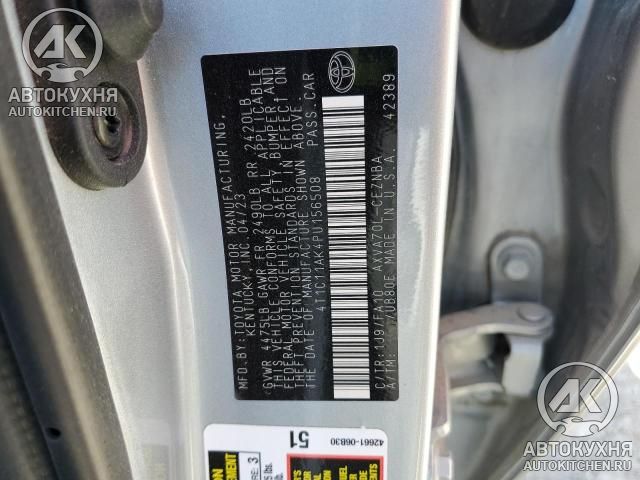 MFD.BY: TOYOTA MOTOR MANUFACTURING,
KENTUCKY, INC. 04/23
GVWR 4475LB GAWR FR 2490LB RR 2420LB
THIS VEHICLE CONFORMS TO ALL APPLICABLE
FEDERAL MOTOR VEHICLE SAFETY, BUMPER, AND
THEFT PREVENTION STANDARDS IN EFFECT ON
THE DATE OF MANUFACTURE SHOWN ABOVE.
4T1C11AK4PU156508 PASS.CAR
C/TR: 1J9/FA10 AXVA70L-CEZNBA
A/TM: /UB80E MADE IN U.S.A. 42389
42661-06B30
51
3
АВТОКУХНЯ
AUTOKITCHEN.RU
АВТОКУХНЯ
AUTOKITCHEN.RU